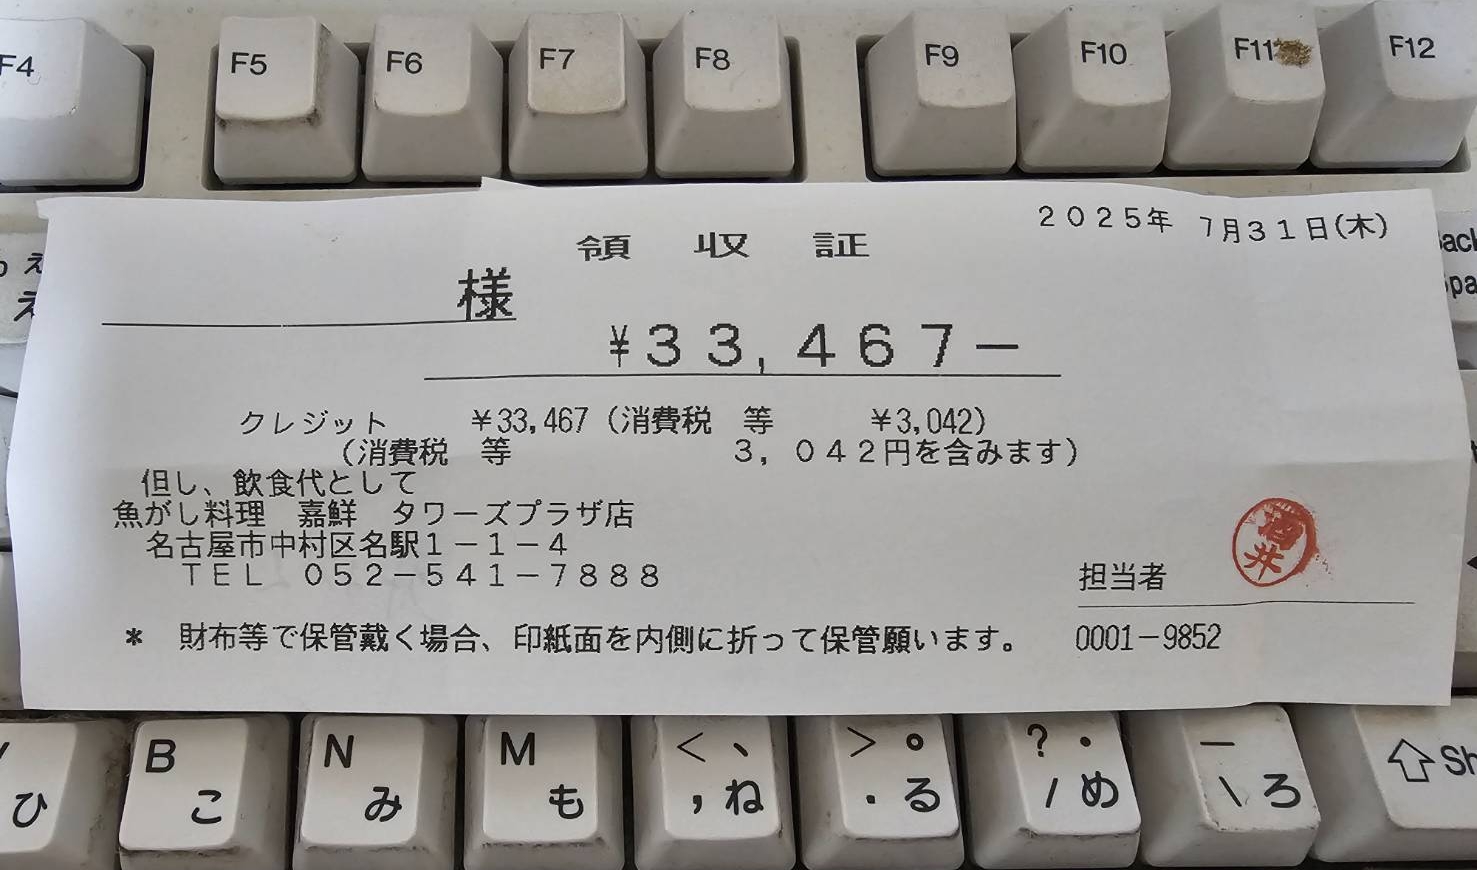 F4 F5 F6 F7 F8 F9 F10 F11 F12
2025年 7月31日(木)
領 収 証
様
¥33,467−
クレジット ¥33,467 (消費税 等 ¥3,042)
(消費税 等 3,042円を含みます)
但し、飲食代として
魚がし料理 嘉鮮 タワーズプラザ店
名古屋市中村区名駅1−1−4
TEL 052−541−7888
担当者 酒井
* 財布等で保管戴く場合、印紙面を内側に折って保管願います。 0001−9852
B N M < 、 > 。 ? ・ ー
ひ こ み も , ね . る / め \ ろ